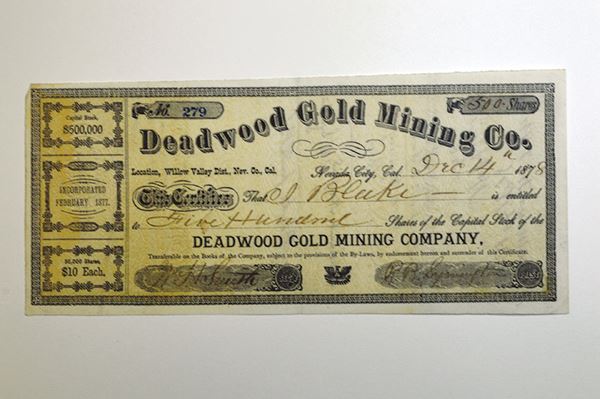 Capital Stock,
$500,000
INCORPORATED
FEBRUARY, 1877.
50,000 Shares,
$10 Each.
No. 279
500 Shares
Deadwood Gold Mining Co.
Location, Willow Valley Dist., Nev. Co., Cal.
Nevada City, Cal. Dec 14th 1878
This Certifies That J Blake is entitled
to Five Hundred Shares of the Capital Stock of the
DEADWOOD GOLD MINING COMPANY,
Transferable on the Books of the Company, subject to the provisions of the By-Laws, by endorsement hereon and surrender of this Certificate.
Smith